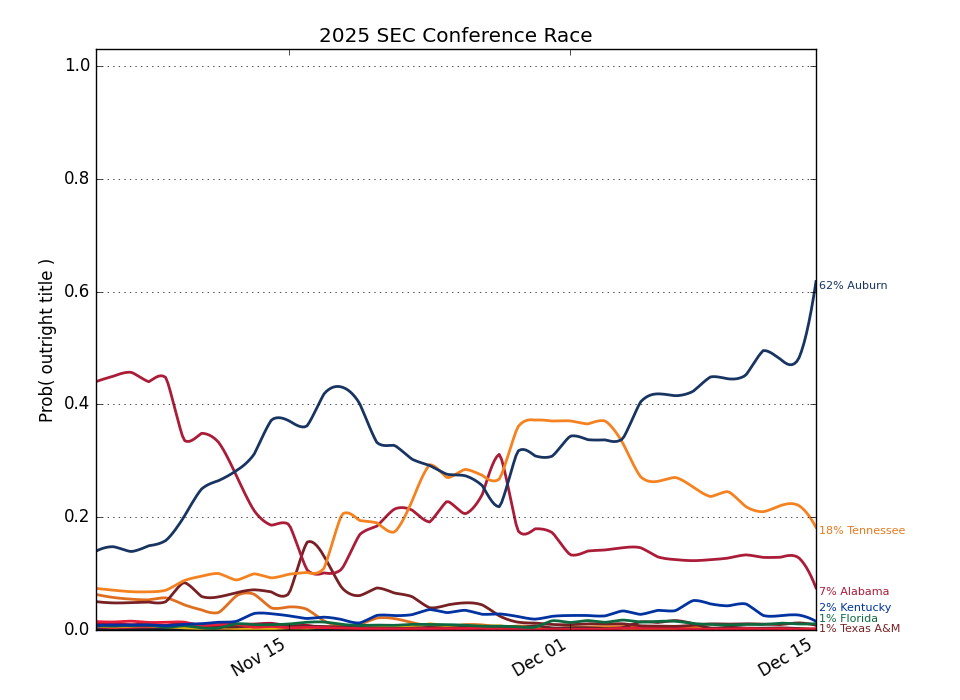 2025 SEC Conference Race
Prob( outright title )
1.0
0.8
0.6
0.4
0.2
0.0
Nov 15
Dec 01
Dec 15
62% Auburn
18% Tennessee
7% Alabama
2% Kentucky
1% Florida
1% Texas A&M